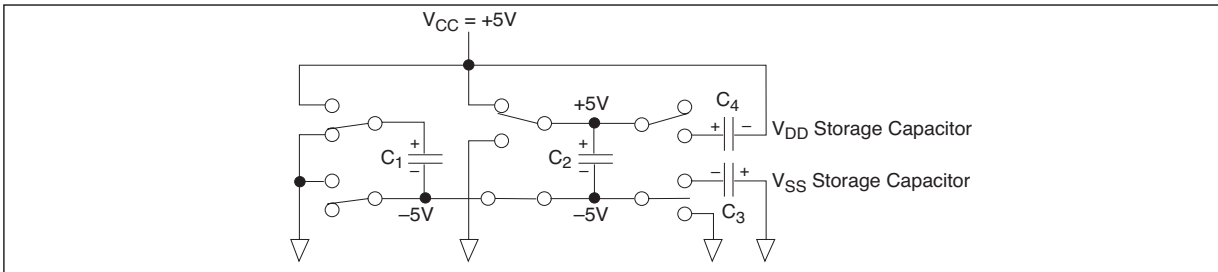 V_CC = +5V
+5V
C_4
+ −
V_DD Storage Capacitor
+
C_1
−
+
C_2
−
− +
V_SS Storage Capacitor
C_3
–5V
–5V